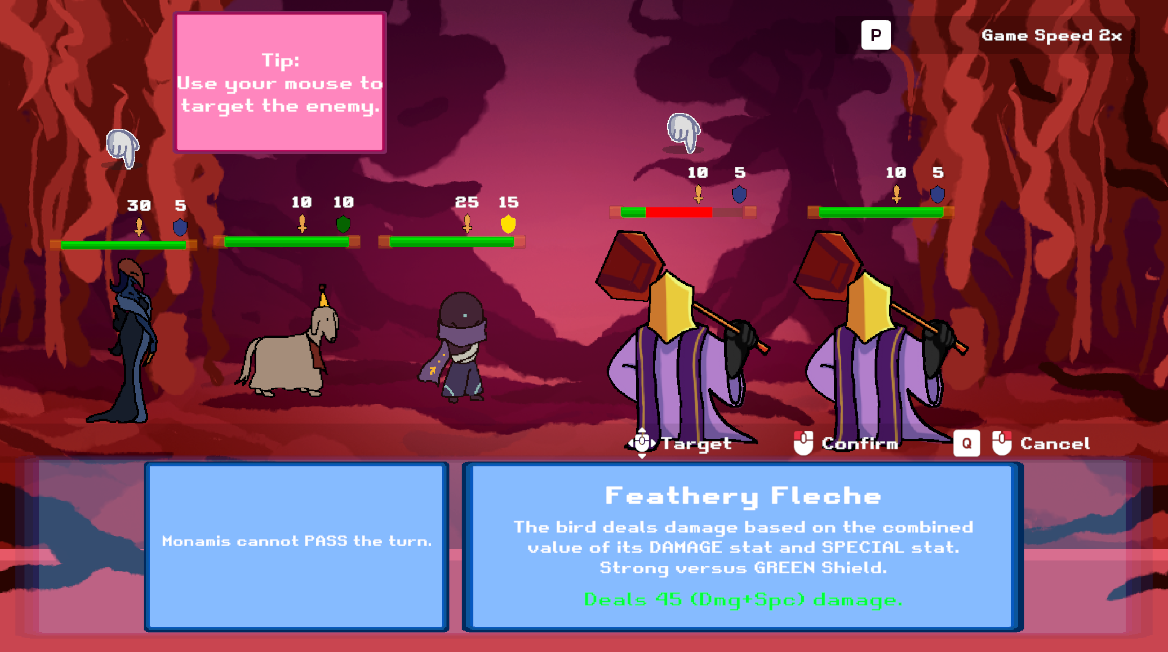 Tip:
Use your mouse to
target the enemy.
P
Game Speed 2x
30 5
10 10
25 15
10 5
10 5
Target
Confirm
Q
Cancel
Monamis cannot PASS the turn.
Feathery Fleche
The bird deals damage based on the combined
value of its DAMAGE stat and SPECIAL stat.
Strong versus GREEN Shield.
Deals 45 (Dmg+Spc) damage.